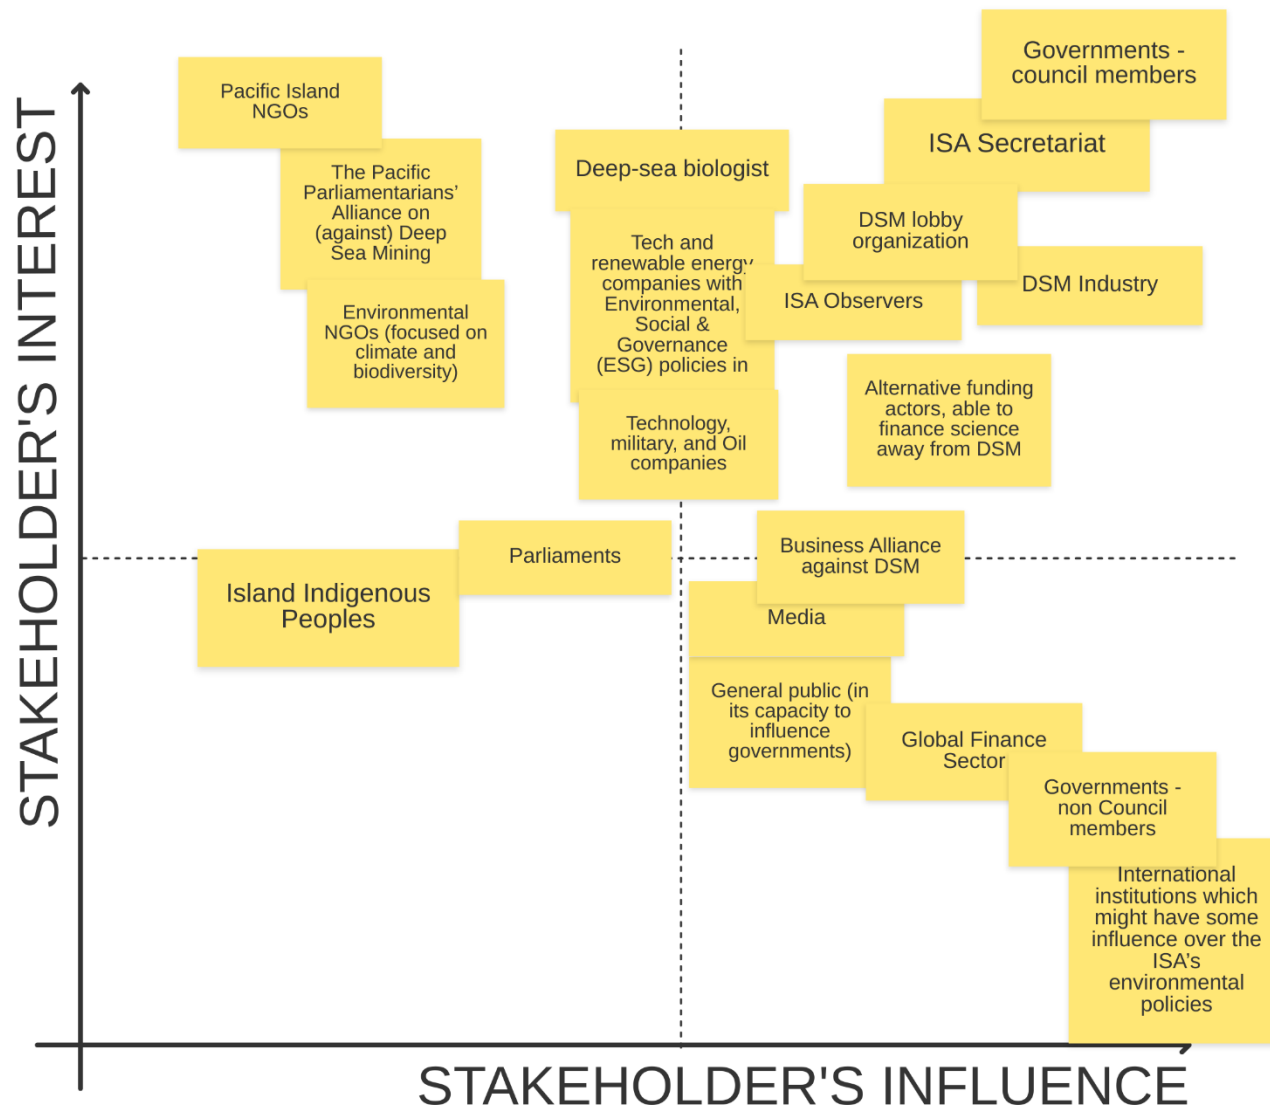 Governments -
council members
Pacific Island
NGOs
ISA Secretariat
Deep-sea biologist
The Pacific
Parliamentarians’
Alliance on
(against) Deep
Sea Mining
DSM lobby
organization
Tech and
renewable energy
companies with
Environmental,
Social &
Governance
(ESG) policies in
ISA Observers
DSM Industry
Environmental
NGOs (focused on
climate and
biodiversity)
Alternative funding
actors, able to
finance science
away from DSM
Technology,
military, and Oil
companies
Parliaments
Business Alliance
against DSM
Island Indigenous
Peoples
Media
General public (in
its capacity to
influence
governments)
Global Finance
Sector
Governments -
non Council
members
International
institutions which
might have some
influence over the
ISA’s
environmental
policies
STAKEHOLDER'S INTEREST
STAKEHOLDER'S INFLUENCE